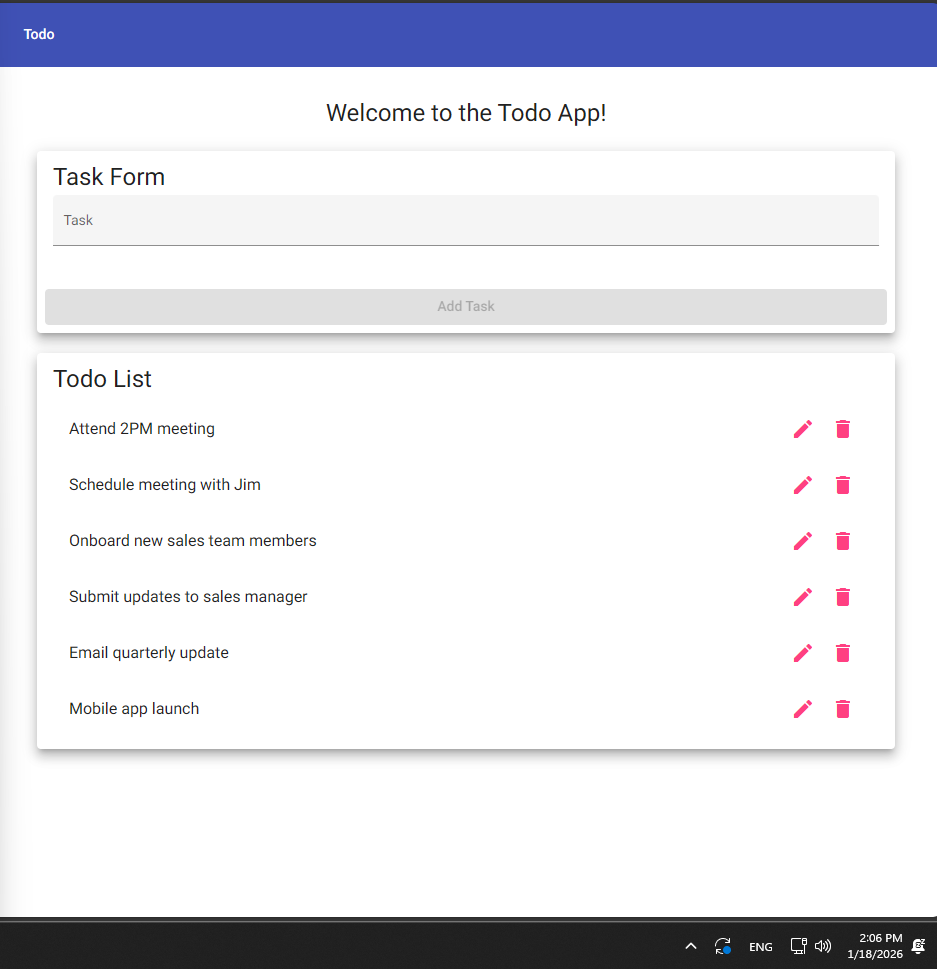 Todo
Welcome to the Todo App!
Task Form
Task
Add Task
Todo List
Attend 2PM meeting
Schedule meeting with Jim
Onboard new sales team members
Submit updates to sales manager
Email quarterly update
Mobile app launch
ENG
2:06 PM
1/18/2026